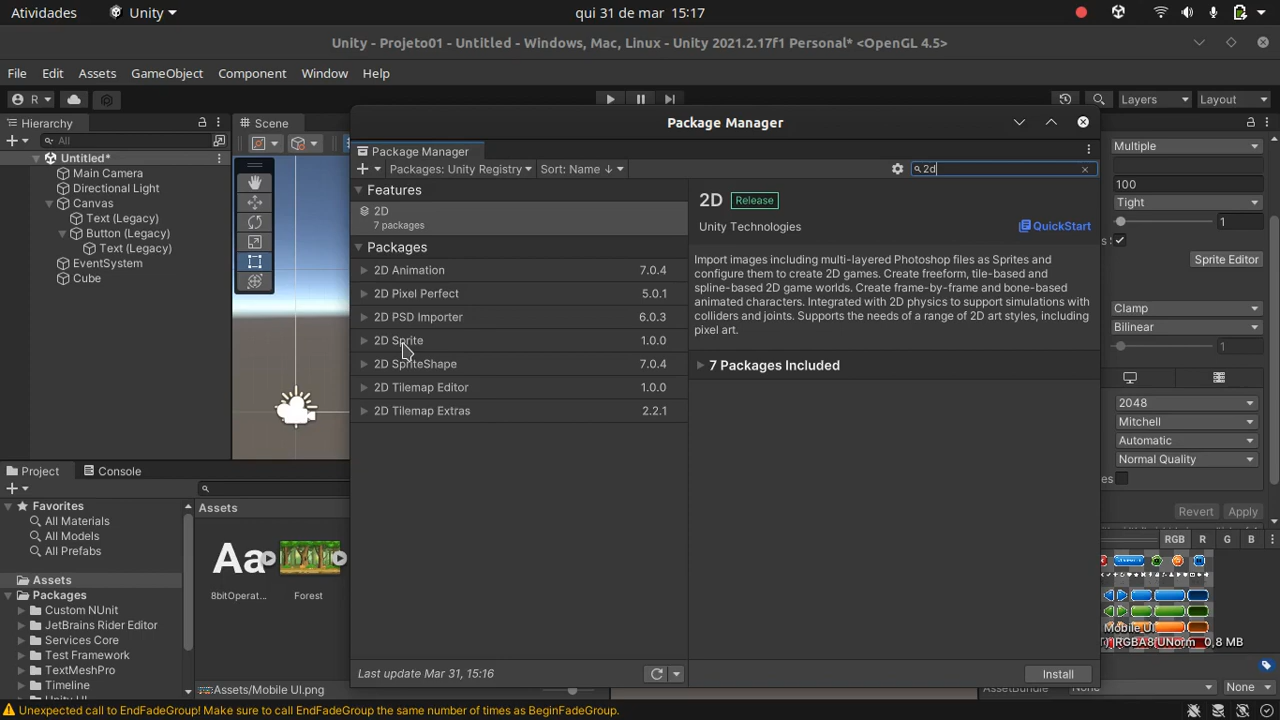 Atividades
Unity
qui 31 de mar 15:17
Unity - Projeto01 - Untitled - Windows, Mac, Linux - Unity 2021.2.17f1 Personal* <OpenGL 4.5>
File Edit Assets GameObject Component Window Help
R
Layers
Layout
Hierarchy
All
Untitled*
Main Camera
Directional Light
Canvas
Text (Legacy)
Button (Legacy)
Text (Legacy)
EventSystem
Cube
Scene
Package Manager
Package Manager
Packages: Unity Registry
Sort: Name ↓
2d
Features
2D
7 packages
Packages
2D Animation 7.0.4
2D Pixel Perfect 5.0.1
2D PSD Importer 6.0.3
2D Sprite 1.0.0
2D SpriteShape 7.0.4
2D Tilemap Editor 1.0.0
2D Tilemap Extras 2.2.1
Last update Mar 31, 15:16
2D Release
Unity Technologies
QuickStart
Import images including multi-layered Photoshop files as Sprites and
configure them to create 2D games. Create freeform, tile-based and
spline-based 2D game worlds. Create frame-by-frame and bone-based
animated characters. Integrated with 2D physics to support simulations with
colliders and joints. Supports the needs of a range of 2D art styles, including
pixel art.
7 Packages Included
Install
Multiple
100
Tight
1
Sprite Editor
Clamp
Bilinear
1
2048
Mitchell
Automatic
Normal Quality
Revert
Apply
RGB R G B
Mobile UI
RGBA8 UNorm 0,8 MB
None
None
Project
Console
Favorites
All Materials
All Models
All Prefabs
Assets
Packages
Custom NUnit
JetBrains Rider Editor
Services Core
Test Framework
TextMeshPro
Timeline
Assets
Aa
8bitOperat...
Forest
Assets/Mobile UI.png
Unexpected call to EndFadeGroup! Make sure to call EndFadeGroup the same number of times as BeginFadeGroup.